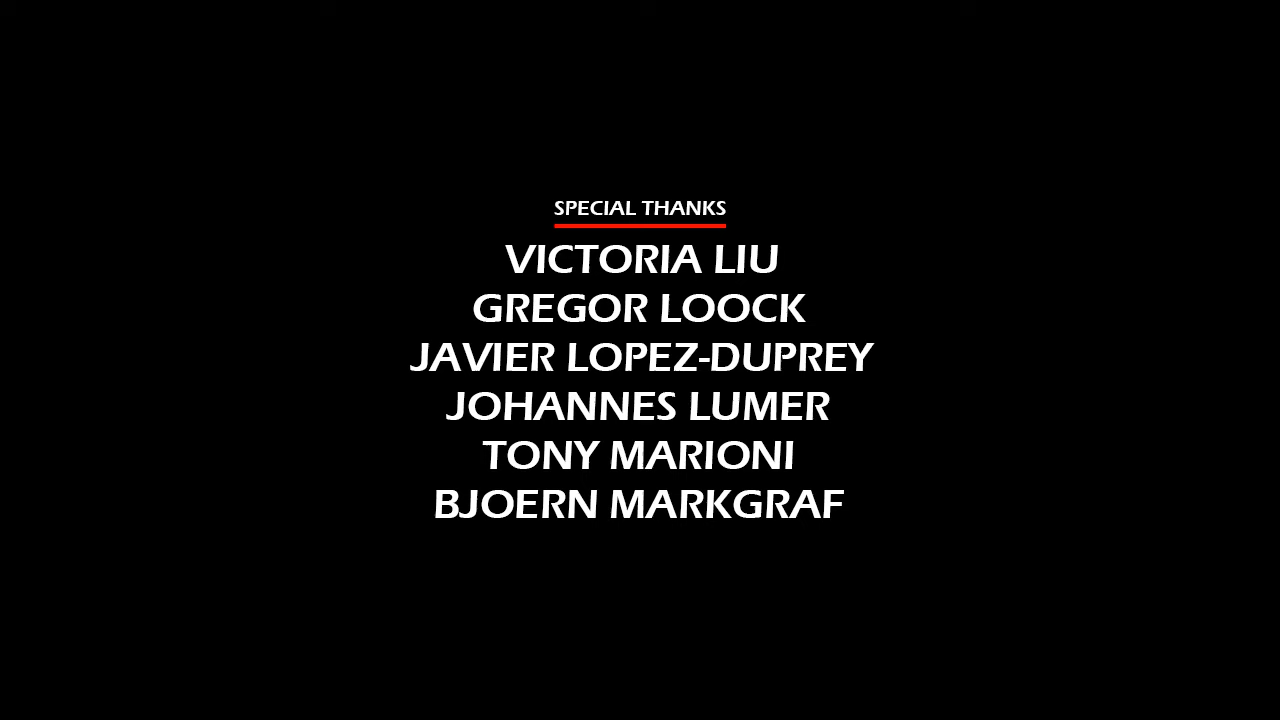 SPECIAL THANKS
VICTORIA LIU
GREGOR LOOCK
JAVIER LOPEZ-DUPREY
JOHANNES LUMER
TONY MARIONI
BJOERN MARKGRAF